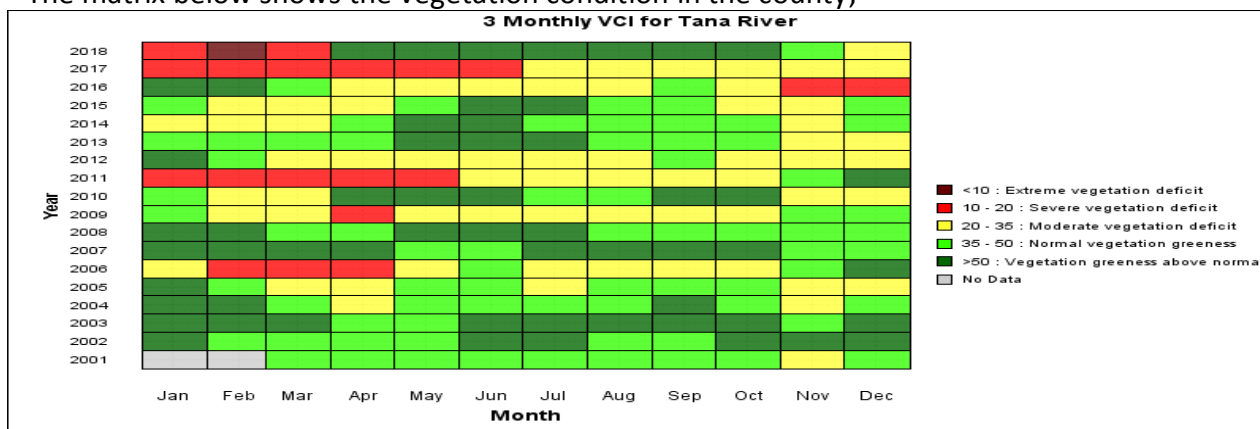 The matrix below shows the vegetation condition in the county;
3 Monthly VCI for Tana River
2018
2017
2016
2015
2014
2013
2012
2011
2010
2009
2008
2007
2006
2005
2004
2003
2002
2001
Year
Jan Feb Mar Apr May Jun Jul Aug Sep Oct Nov Dec
Month
<10 : Extreme vegetation deficit
10 - 20 : Severe vegetation deficit
20 - 35 : Moderate vegetation deficit
35 - 50 : Normal vegetation greeness
>50 : Vegetation greeness above norma
No Data